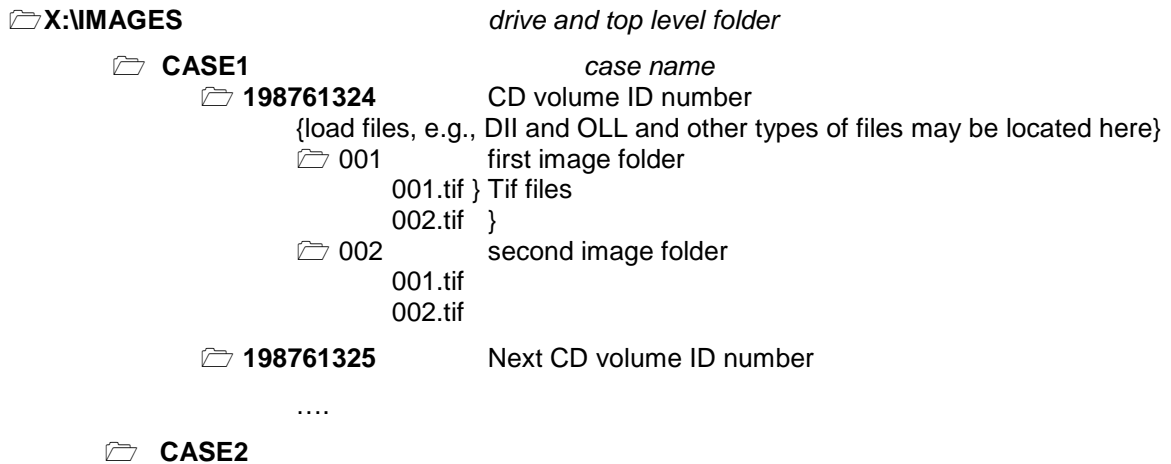 X:\IMAGES drive and top level folder
CASE1 case name
198761324 CD volume ID number
{load files, e.g., DII and OLL and other types of files may be located here}
001 first image folder
001.tif } Tif files
002.tif }
002 second image folder
001.tif
002.tif
198761325 Next CD volume ID number
….
CASE2